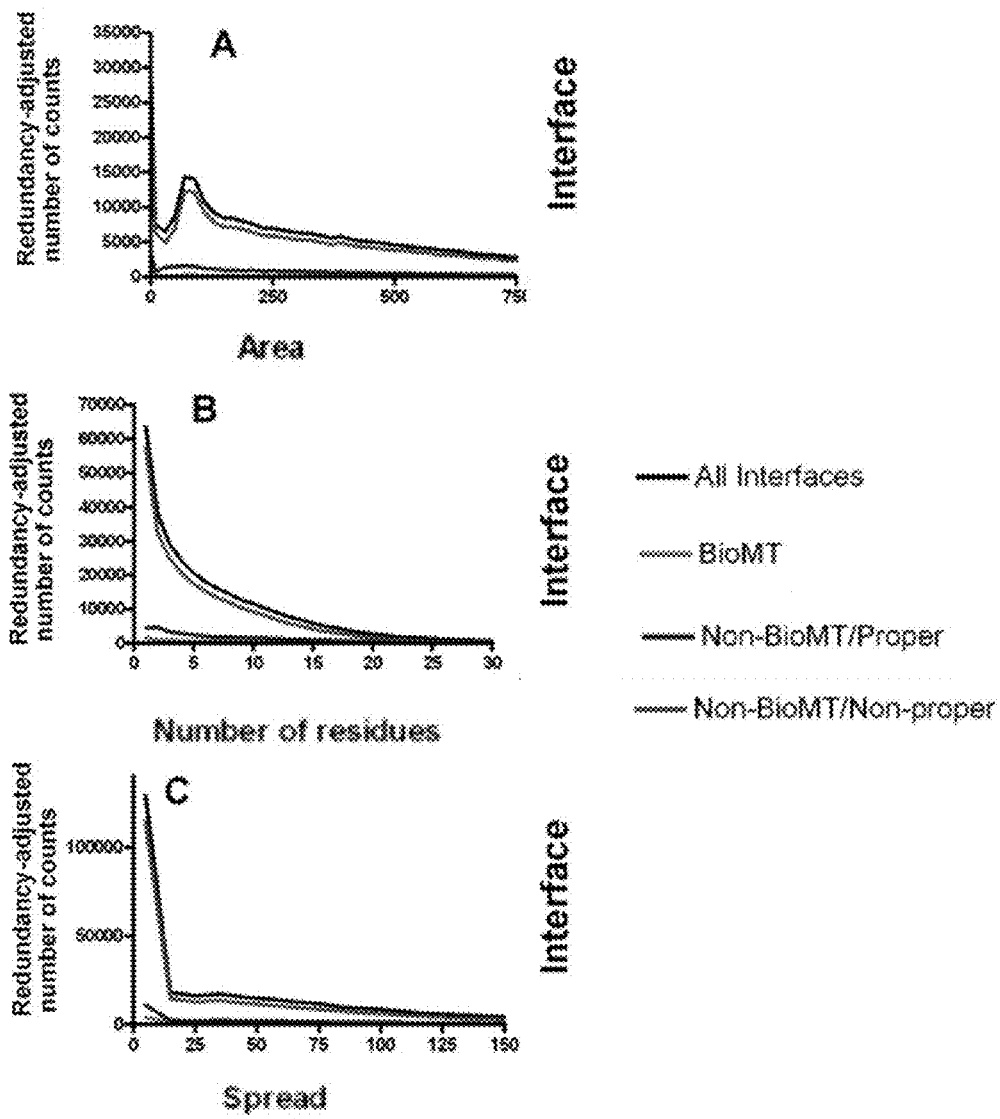 A
Redundancy-adjusted
number of counts
35000
30000
25000
20000
15000
10000
5000
0
0 250 500 750
Area
Interface
B
Redundancy-adjusted
number of counts
70000
60000
50000
40000
30000
20000
10000
0
0 5 10 15 20 25 30
Number of residues
Interface
All Interfaces
BioMT
Non-BioMT/Proper
Non-BioMT/Non-proper
C
Redundancy-adjusted
number of counts
100000
50000
0
0 25 50 75 100 125 150
Spread
Interface